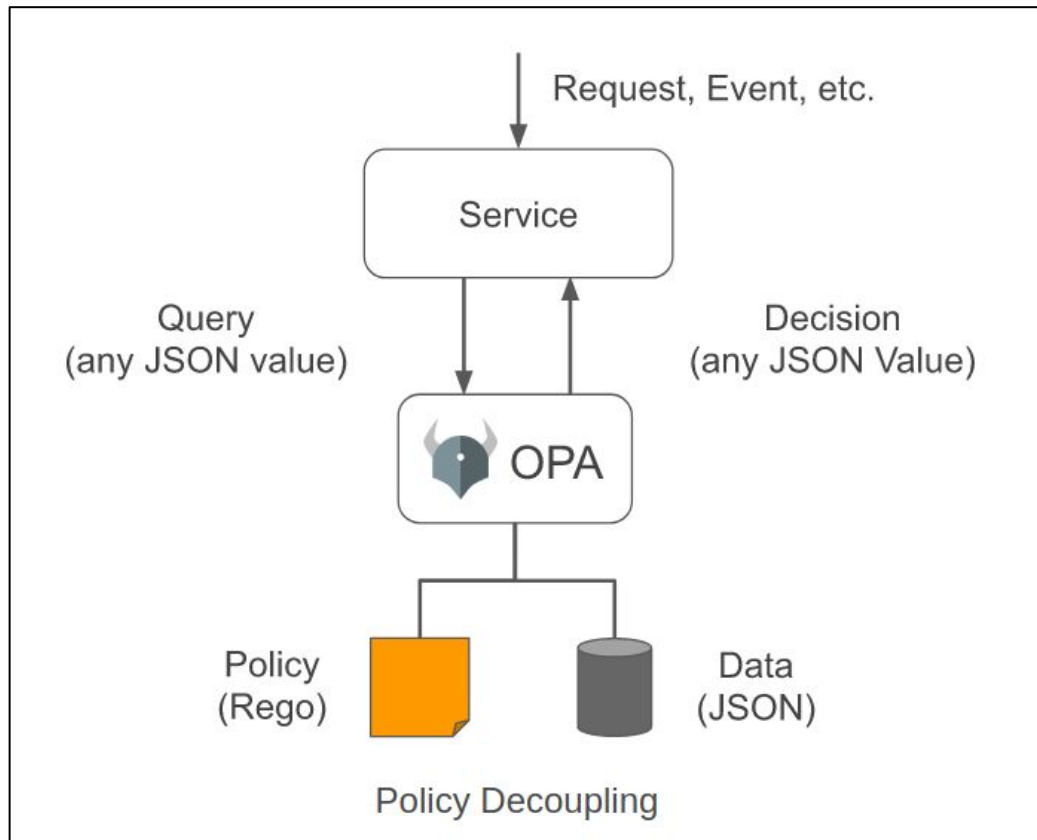 Request, Event, etc.
Service
Query
(any JSON value)
Decision
(any JSON Value)
OPA
Policy
(Rego)
Data
(JSON)
Policy Decoupling